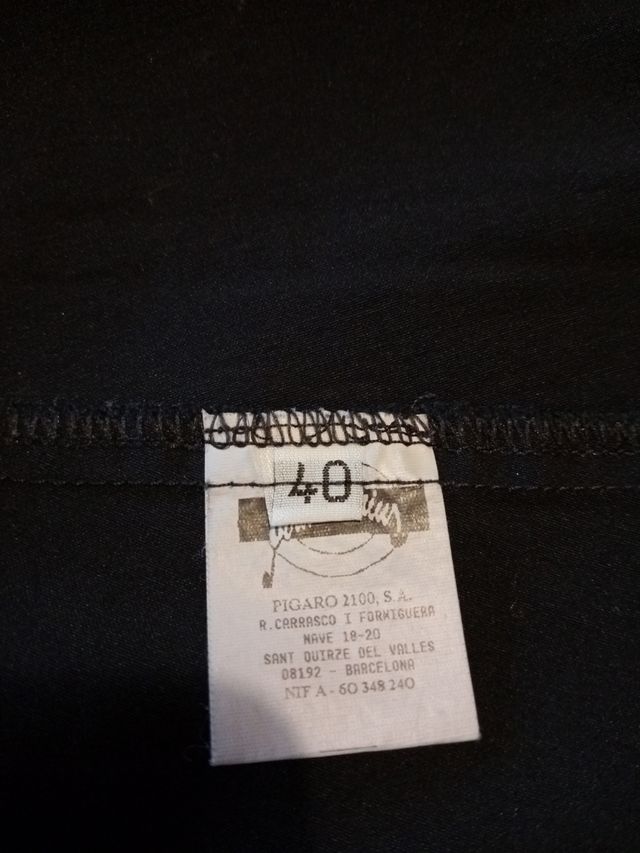 40
PIGARO 2100, S.A.
R.CARRASCO I FORMIGUERA
NAVE 18-20
SANT QUIRZE DEL VALLES
08192 - BARCELONA
NIF A - 60 348 240